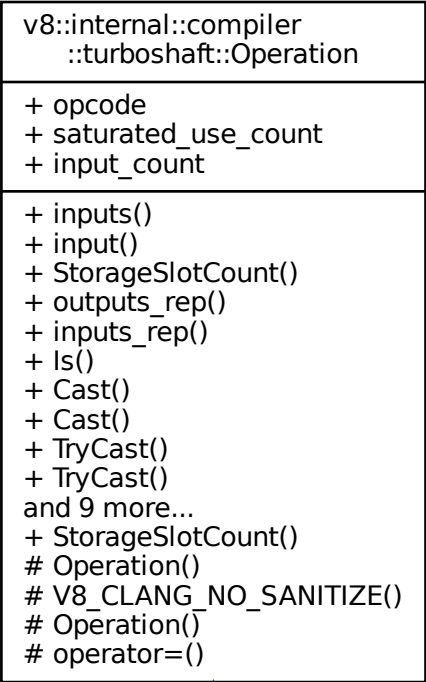 v8::internal::compiler
::turboshaft::Operation
+ opcode
+ saturated_use_count
+ input_count
+ inputs()
+ input()
+ StorageSlotCount()
+ outputs_rep()
+ inputs_rep()
+ Is()
+ Cast()
+ Cast()
+ TryCast()
+ TryCast()
and 9 more...
+ StorageSlotCount()
# Operation()
# V8_CLANG_NO_SANITIZE()
# Operation()
# operator=()